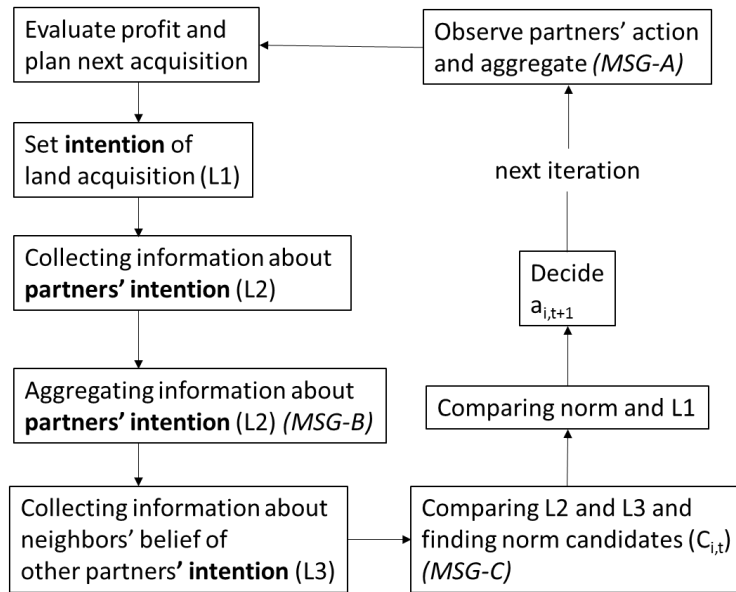 Evaluate profit and
plan next acquisition
Set intention of
land acquisition (L1)
Collecting information about
partners’ intention (L2)
Aggregating information about
partners’ intention (L2) (MSG-B)
Collecting information about
neighbors’ belief of
other partners’ intention (L3)
Comparing L2 and L3 and
finding norm candidates (Ci,t)
(MSG-C)
Comparing norm and L1
Decide
ai,t+1
next iteration
Observe partners’ action
and aggregate (MSG-A)